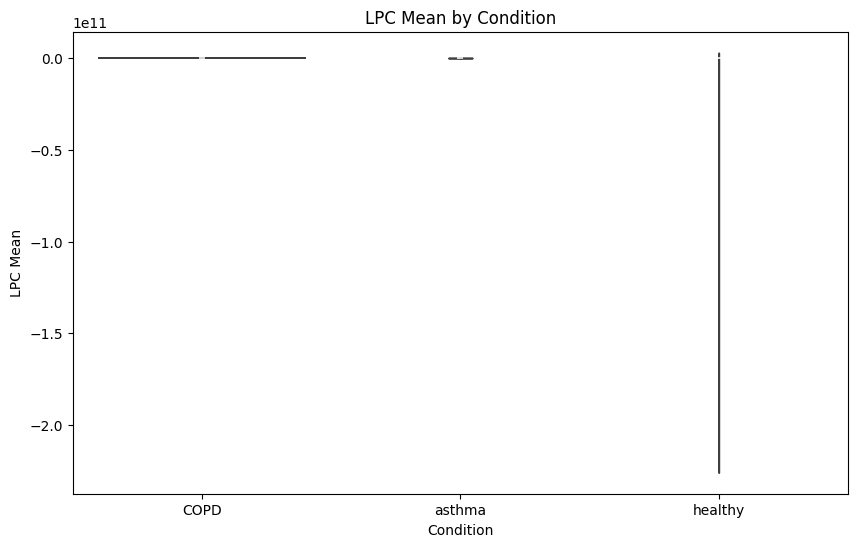 LPC Mean by Condition
1e11
0.0
−0.5
−1.0
−1.5
−2.0
LPC Mean
COPD
asthma
healthy
Condition